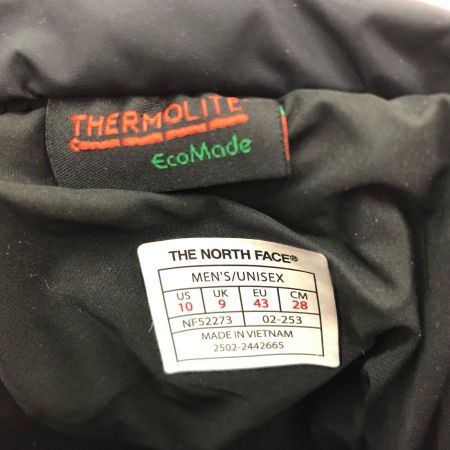 THERMOLITE
EcoMade
THE NORTH FACE®
MEN'S/UNISEX
US UK EU CM
10 9 43 28
NF52273 02-253
MADE IN VIETNAM
2502-2442665